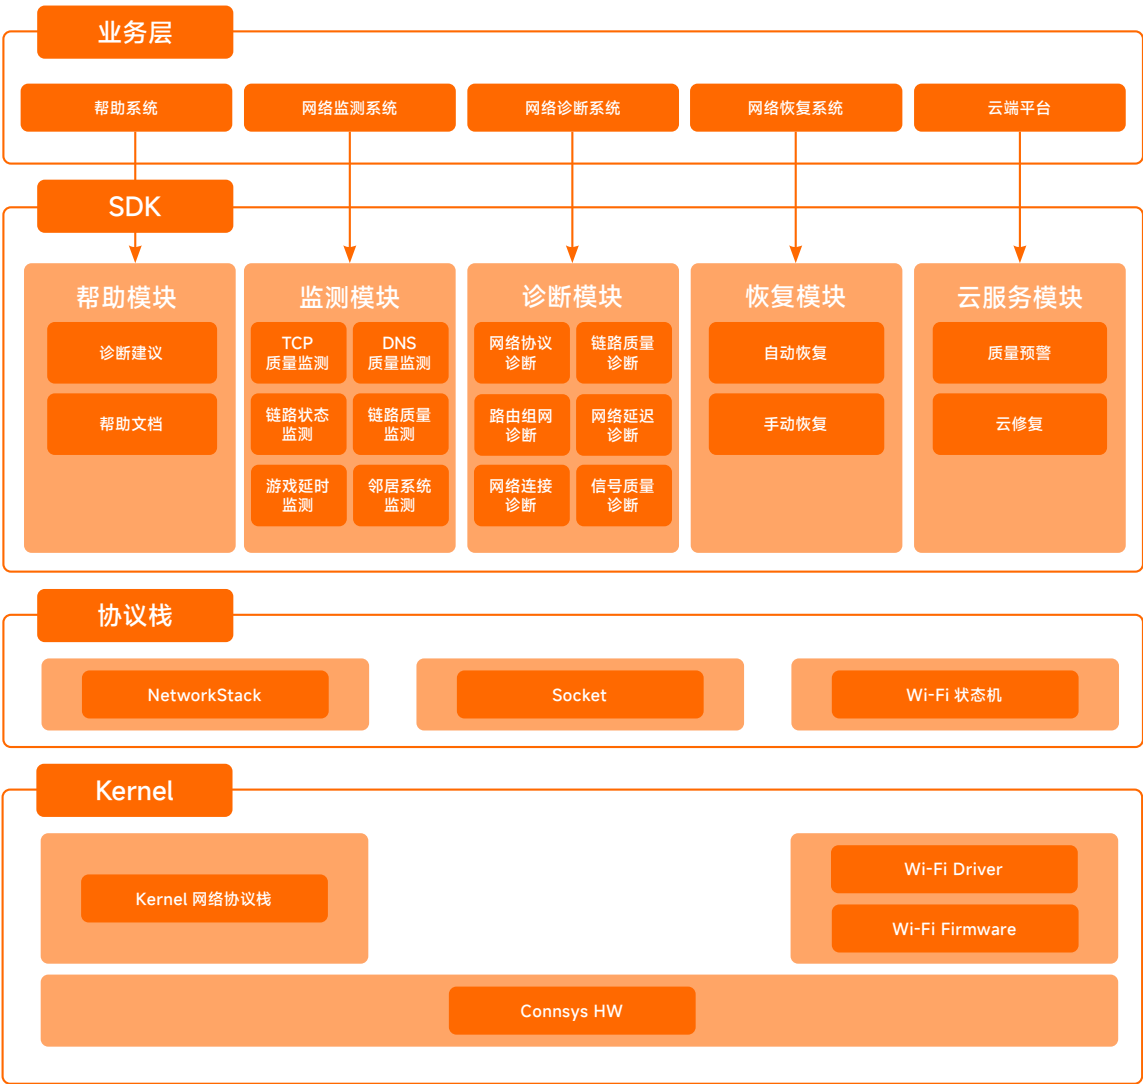 业务层
帮助系统
网络监测系统
网络诊断系统
网络恢复系统
云端平台
SDK
帮助模块
诊断建议
帮助文档
监测模块
TCP
质量监测
DNS
质量监测
链路状态
监测
链路质量
监测
游戏延时
监测
邻居系统
监测
诊断模块
网络协议
诊断
链路质量
诊断
路由组网
诊断
网络延迟
诊断
网络连接
诊断
信号质量
诊断
恢复模块
自动恢复
手动恢复
云服务模块
质量预警
云修复
协议栈
NetworkStack
Socket
Wi-Fi 状态机
Kernel
Kernel 网络协议栈
Wi-Fi Driver
Wi-Fi Firmware
Connsys HW